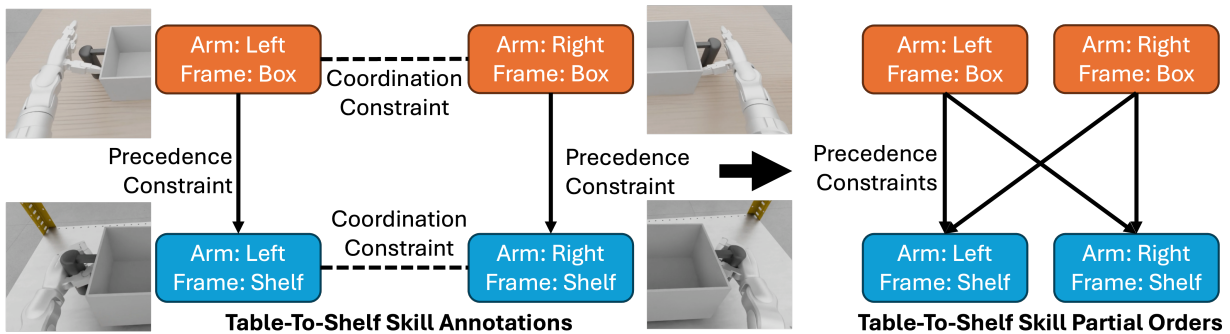 Arm: Left
Frame: Box
Coordination
Constraint
Arm: Right
Frame: Box
Precedence
Constraint
Precedence
Constraint
Coordination
Constraint
Arm: Left
Frame: Shelf
Arm: Right
Frame: Shelf
Table-To-Shelf Skill Annotations
Arm: Left
Frame: Box
Arm: Right
Frame: Box
Precedence
Constraints
Arm: Left
Frame: Shelf
Arm: Right
Frame: Shelf
Table-To-Shelf Skill Partial Orders